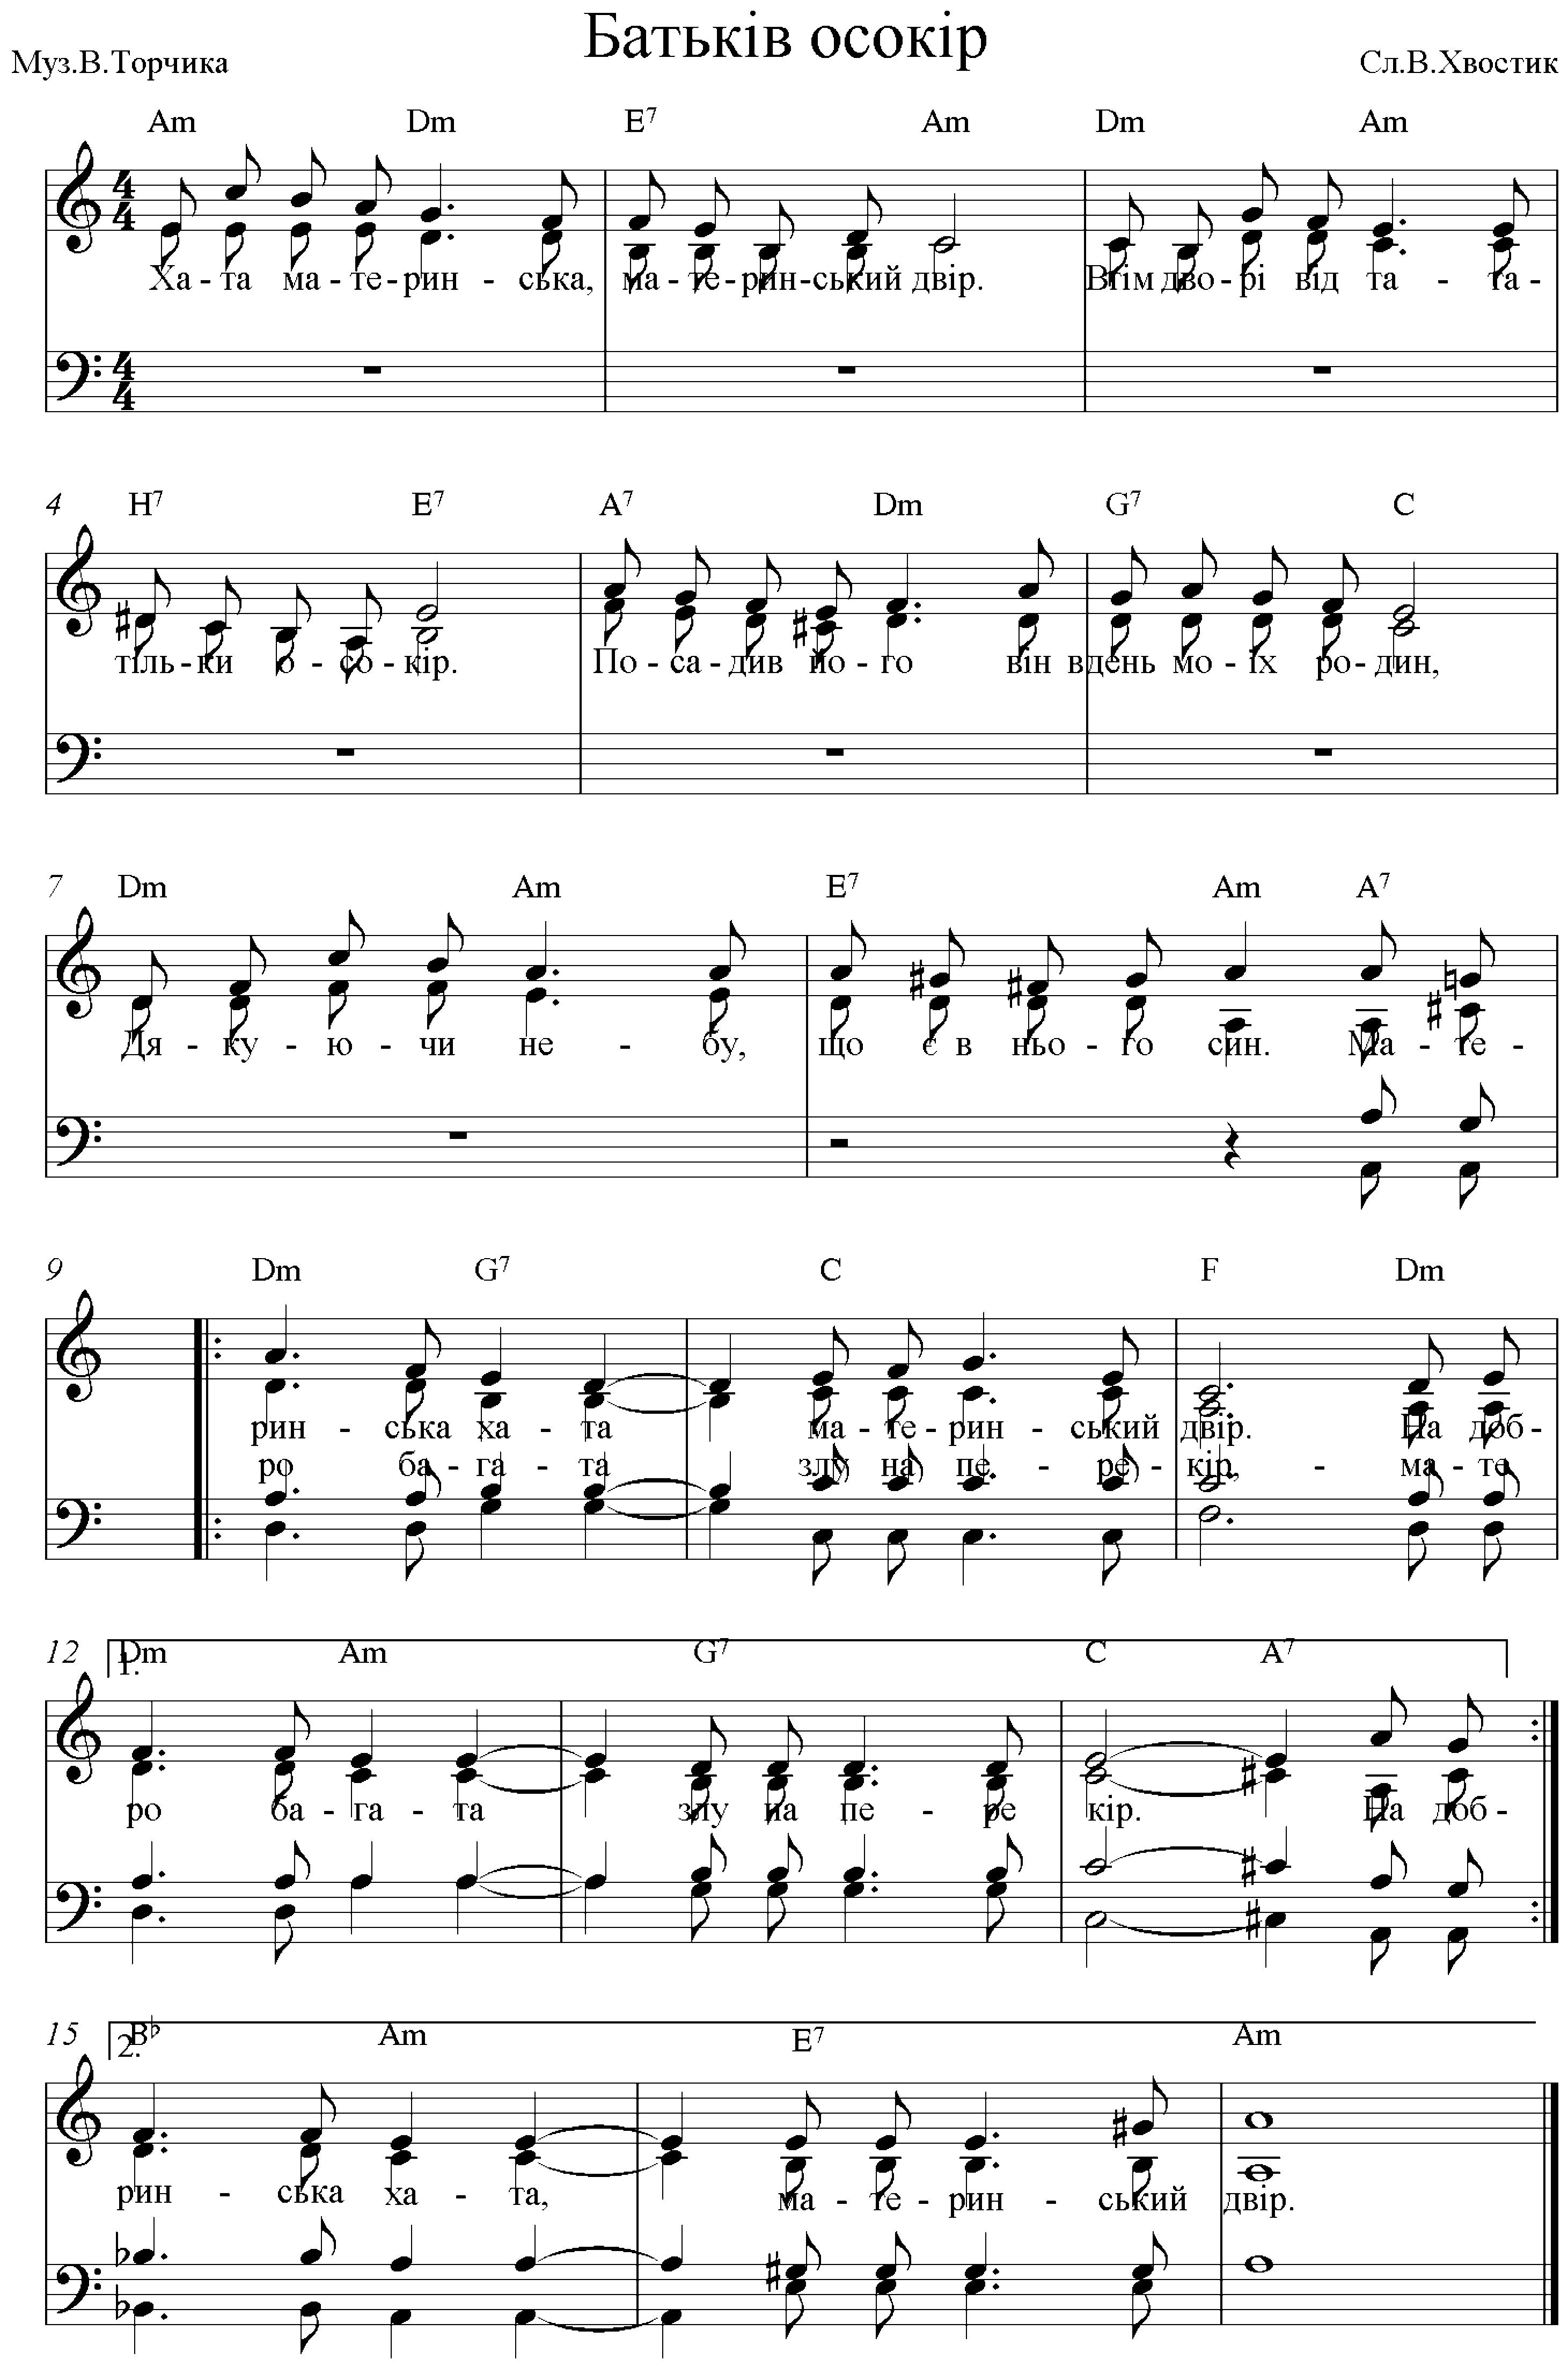 Батьків осокір
Муз.В.Торчика Сл.В.Хвостик
Am Dm E7 Am Dm Am
4
4
Ха - та ма - те - рин - ська, ма - те - рин - ський двір. Втім дво - рі від та - та -
4
4
4 H7 E7 A7 Dm G7 C
тіль - ки о - со - кір. По - са - див йо - го він вдень мо - їх ро - дин,
7 Dm Am E7 Am A7
Дя - ку - ю - чи не - бу, що є в ньо - го син. Ма - те -
9 Dm G7 C F Dm
рин - ська ха - та ма - те - рин - ський двір. На доб -
ро ба - га - та злу на пе - ре - кір, - ма - те
12 Dm Am G7 C A7
1.
ро ба - га - та злу на пе - ре кір. На доб -
15 B♭ Am E7 Am
2.
рин - ська ха - та, ма - те - рин - ський двір.